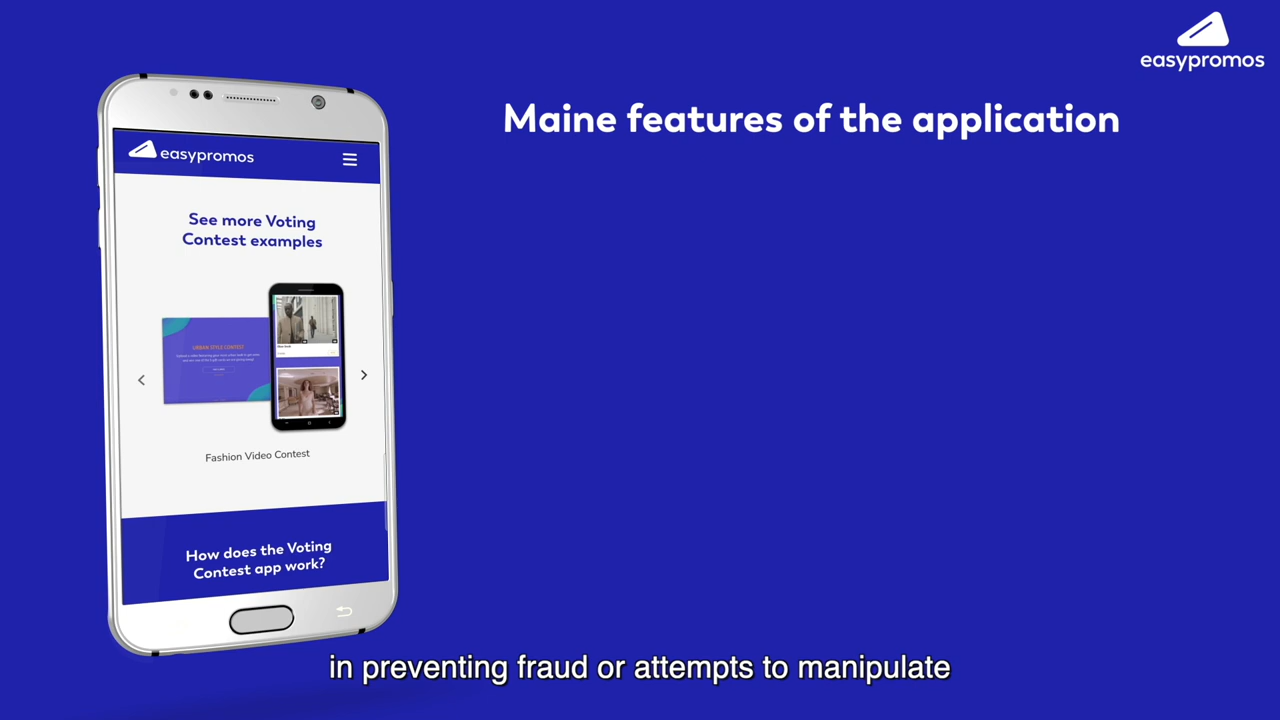 easypromos
Maine features of the application
easypromos
See more Voting
Contest examples
URBAN STYLE CONTEST
Fashion Video Contest
How does the Voting
Contest app work?
in preventing fraud or attempts to manipulate